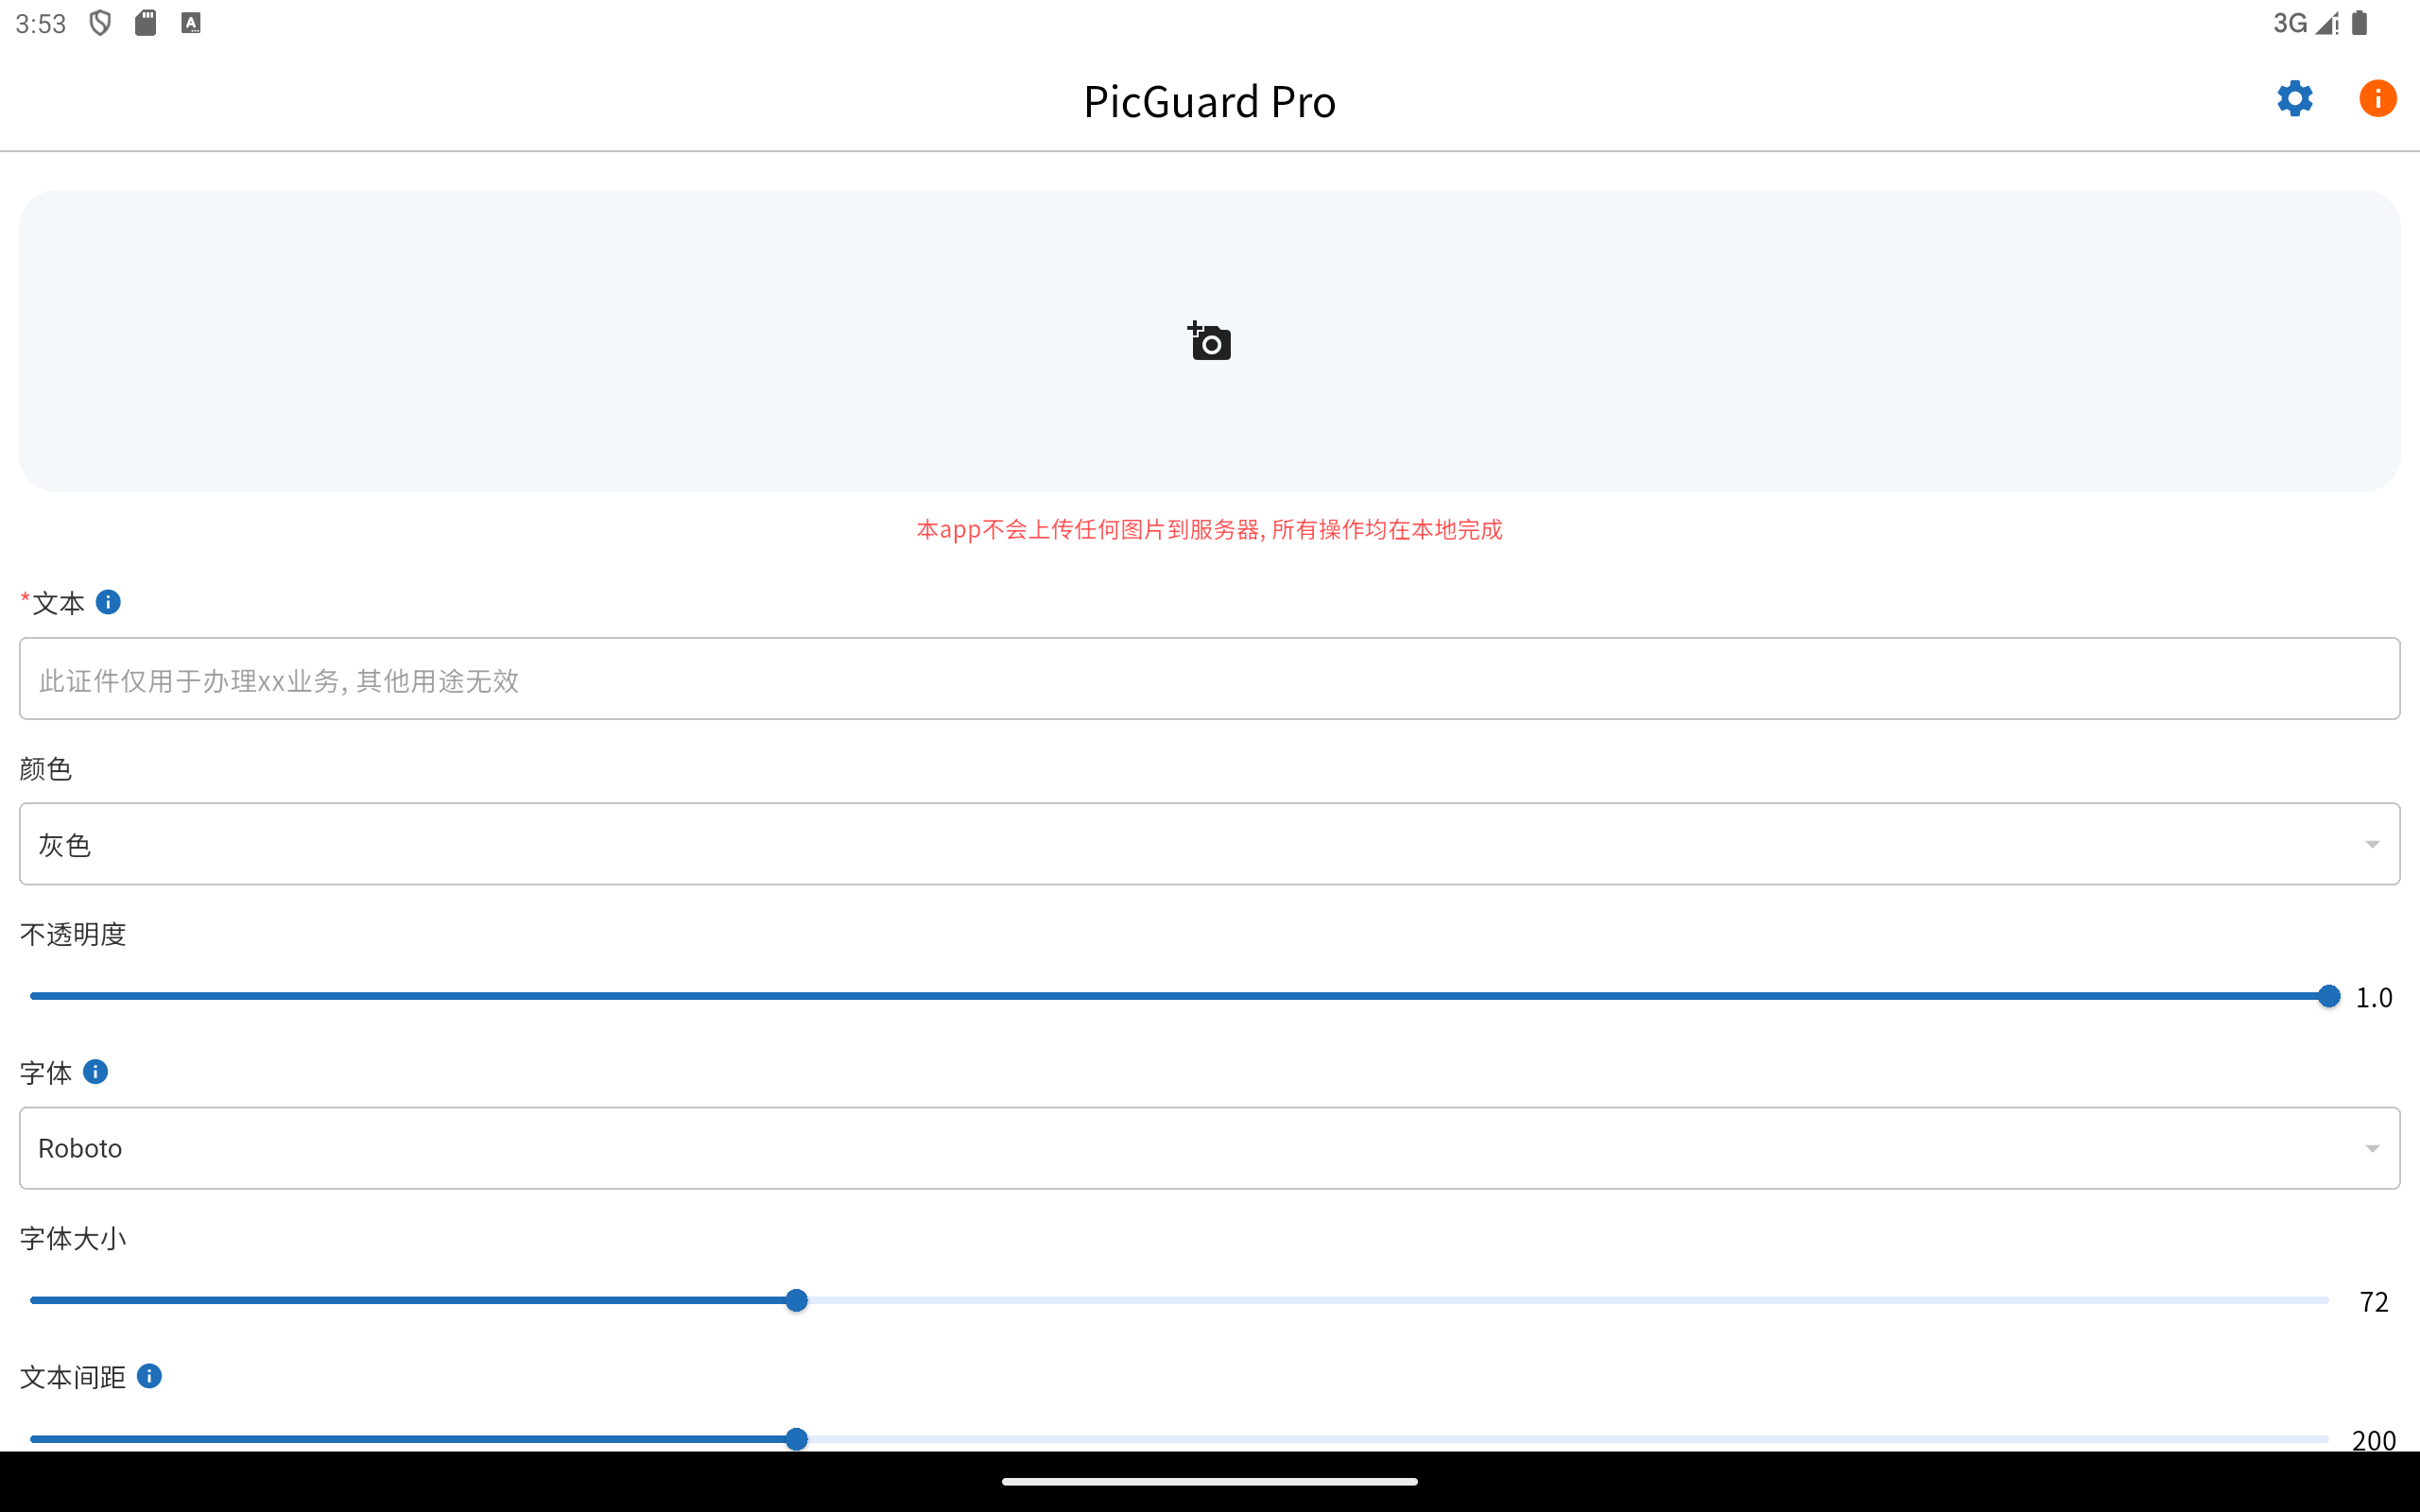 3:53
3G
PicGuard Pro
本app不会上传任何图片到服务器, 所有操作均在本地完成
*文本
此证件仅用于办理xx业务, 其他用途无效
颜色
灰色
不透明度
1.0
字体
Roboto
字体大小
72
文本间距
200